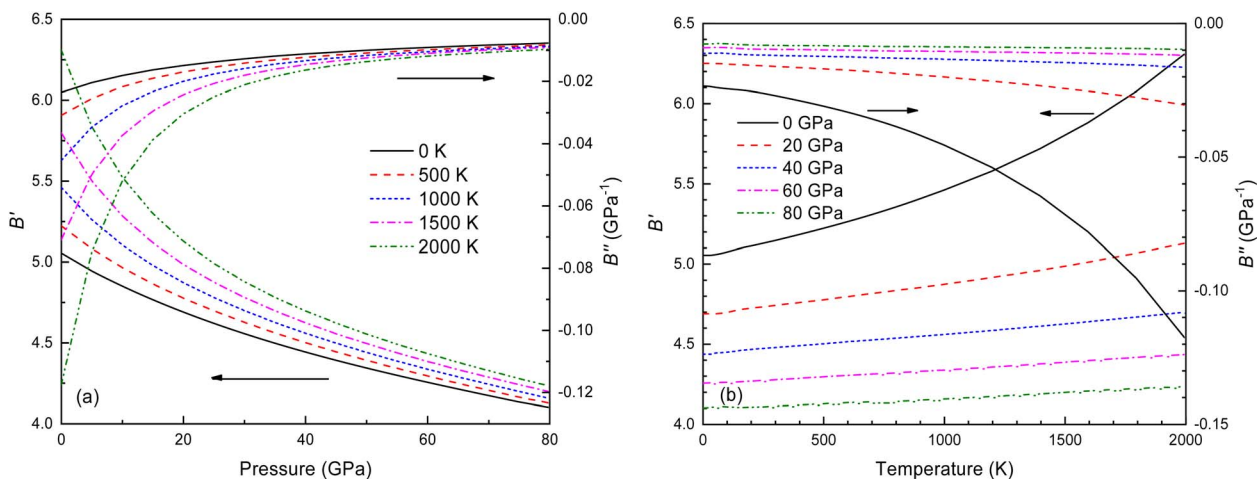 6.5
6.0
5.5
5.0
4.5
4.0
B′
0
20
40
60
80
Pressure (GPa)
0.00
-0.02
-0.04
-0.06
-0.08
-0.10
-0.12
B″ (GPa⁻¹)
0 K
500 K
1000 K
1500 K
2000 K
(a)
6.5
6.0
5.5
5.0
4.5
4.0
B′
0
500
1000
1500
2000
Temperature (K)
0.00
-0.05
-0.10
-0.15
B″ (GPa⁻¹)
0 GPa
20 GPa
40 GPa
60 GPa
80 GPa
(b)